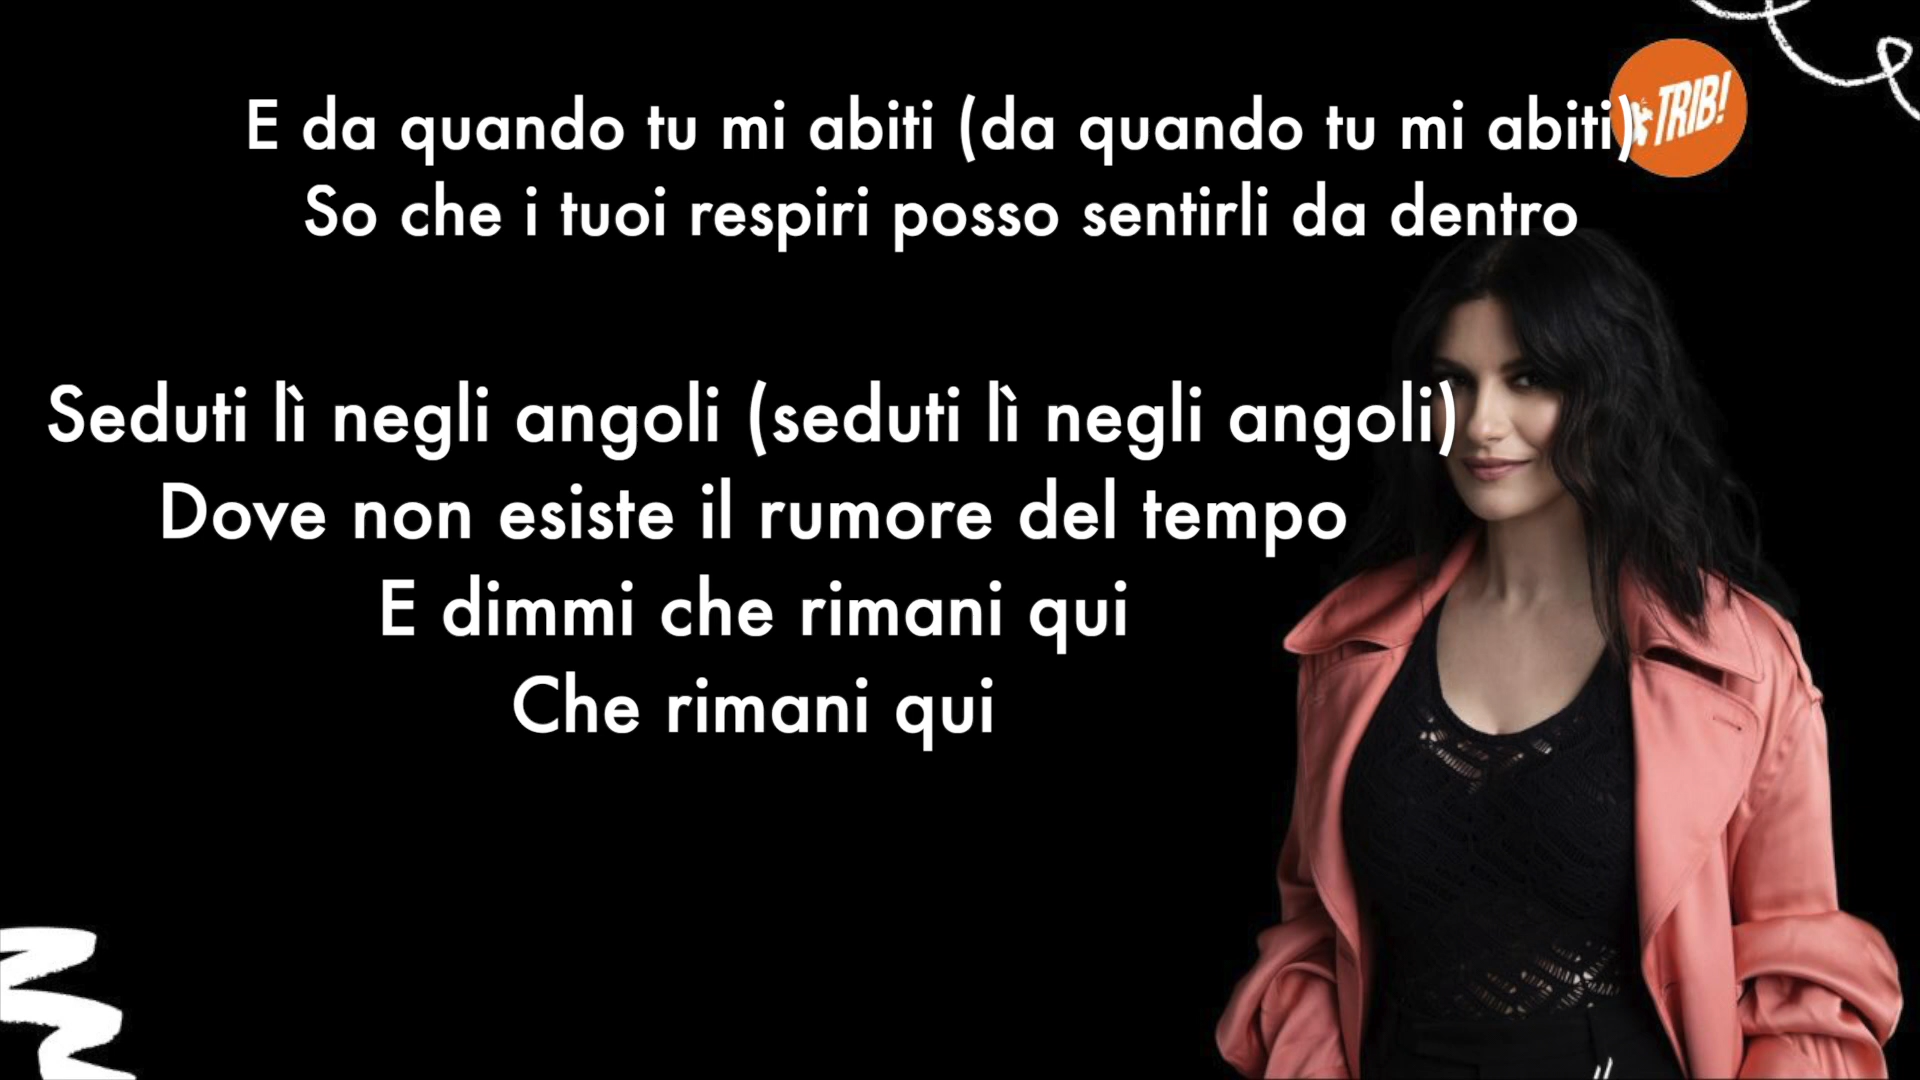 TRIB!
E da quando tu mi abiti (da quando tu mi abiti)
So che i tuoi respiri posso sentirli da dentro
Seduti lì negli angoli (seduti lì negli angoli)
Dove non esiste il rumore del tempo
E dimmi che rimani qui
Che rimani qui